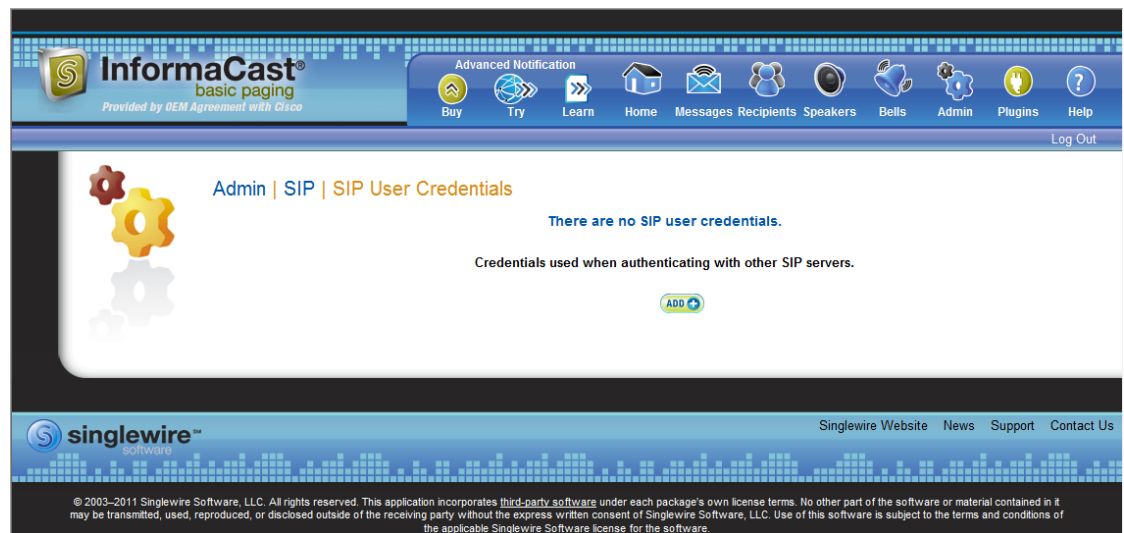 InformaCast®
basic paging
Provided by OEM Agreement with Cisco
Advanced Notification
Buy Try Learn Home Messages Recipients Speakers Bells Admin Plugins Help
Log Out
Admin | SIP | SIP User Credentials
There are no SIP user credentials.
Credentials used when authenticating with other SIP servers.
ADD
singlewire℠
software
Singlewire Website News Support Contact Us
© 2003–2011 Singlewire Software, LLC. All rights reserved. This application incorporates third-party software under each package's own license terms. No other part of the software or material contained in it
may be transmitted, used, reproduced, or disclosed outside of the receiving party without the express written consent of Singlewire Software, LLC. Use of this software is subject to the terms and conditions of
the applicable Singlewire Software license for the software.